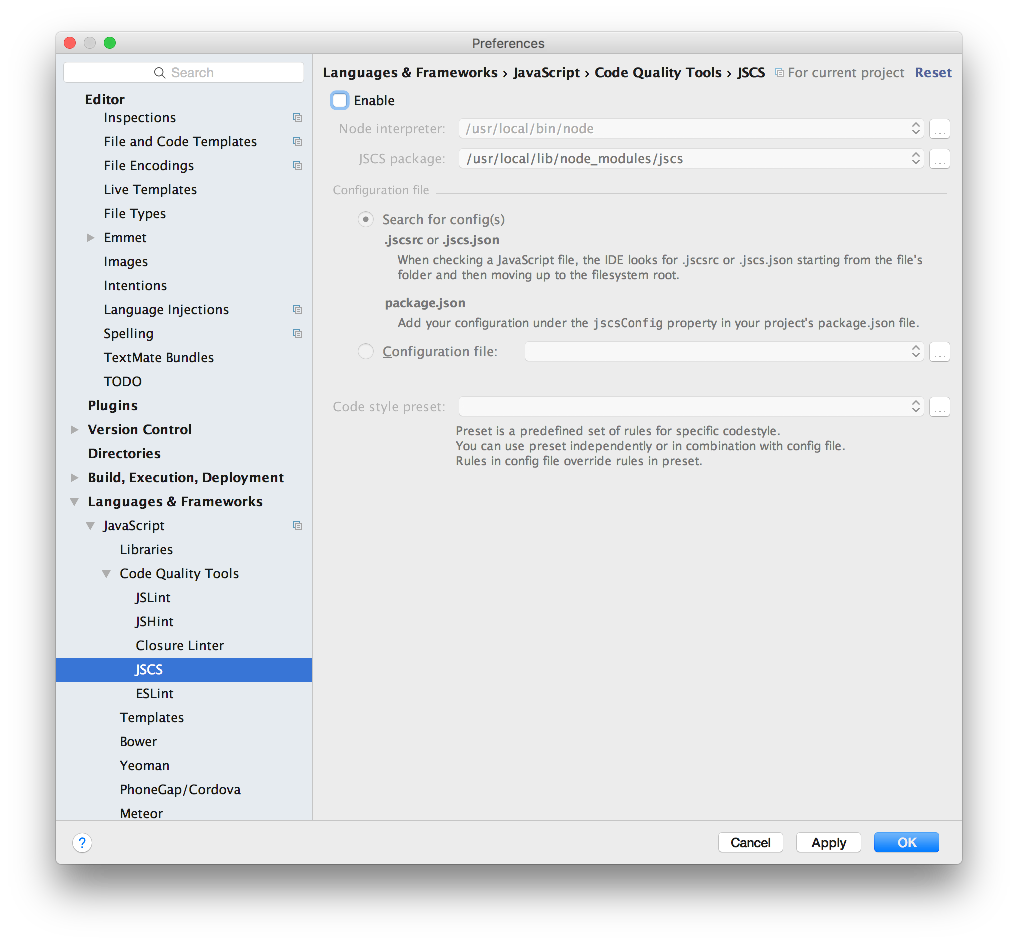 Preferences
Search
Editor
Inspections
File and Code Templates
File Encodings
Live Templates
File Types
Emmet
Images
Intentions
Language Injections
Spelling
TextMate Bundles
TODO
Plugins
Version Control
Directories
Build, Execution, Deployment
Languages & Frameworks
JavaScript
Libraries
Code Quality Tools
JSLint
JSHint
Closure Linter
JSCS
ESLint
Templates
Bower
Yeoman
PhoneGap/Cordova
Meteor
Languages & Frameworks › JavaScript › Code Quality Tools › JSCS For current project Reset
Enable
Node interpreter: /usr/local/bin/node ...
JSCS package: /usr/local/lib/node_modules/jscs ...
Configuration file
Search for config(s)
.jscsrc or .jscs.json
When checking a JavaScript file, the IDE looks for .jscsrc or .jscs.json starting from the file's
folder and then moving up to the filesystem root.
package.json
Add your configuration under the jscsConfig property in your project's package.json file.
Configuration file: ...
Code style preset: ...
Preset is a predefined set of rules for specific codestyle.
You can use preset independently or in combination with config file.
Rules in config file override rules in preset.
? Cancel Apply OK